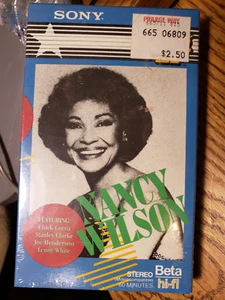 SONY
665 06809
$2.50
NANCY
WILSON
FEATURING
Chick Corea
Stanley Clarke
Joe Henderson
Lenny White
STEREO
Beta
hi-fi
60 MINUTES